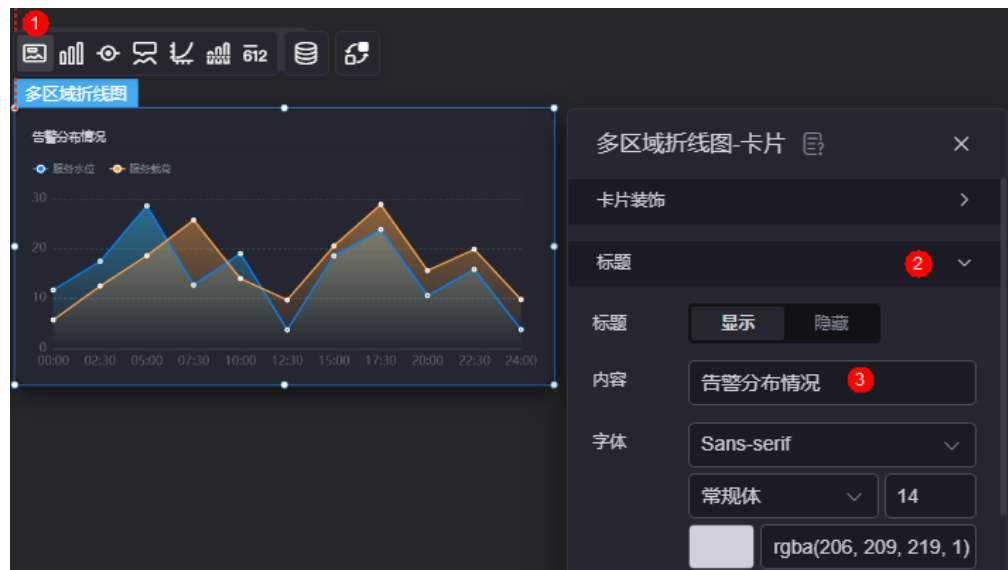 1
612
多区域折线图
告警分布情况
服务水位 服务载荷
30
20
10
0
00:00 02:30 05:00 07:30 10:00 12:30 15:00 17:30 20:00 22:30 24:00
多区域折线图-卡片
卡片装饰
标题 2
标题 显示 隐藏
内容 告警分布情况 3
字体 Sans-serif
常规体 14
rgba(206, 209, 219, 1)